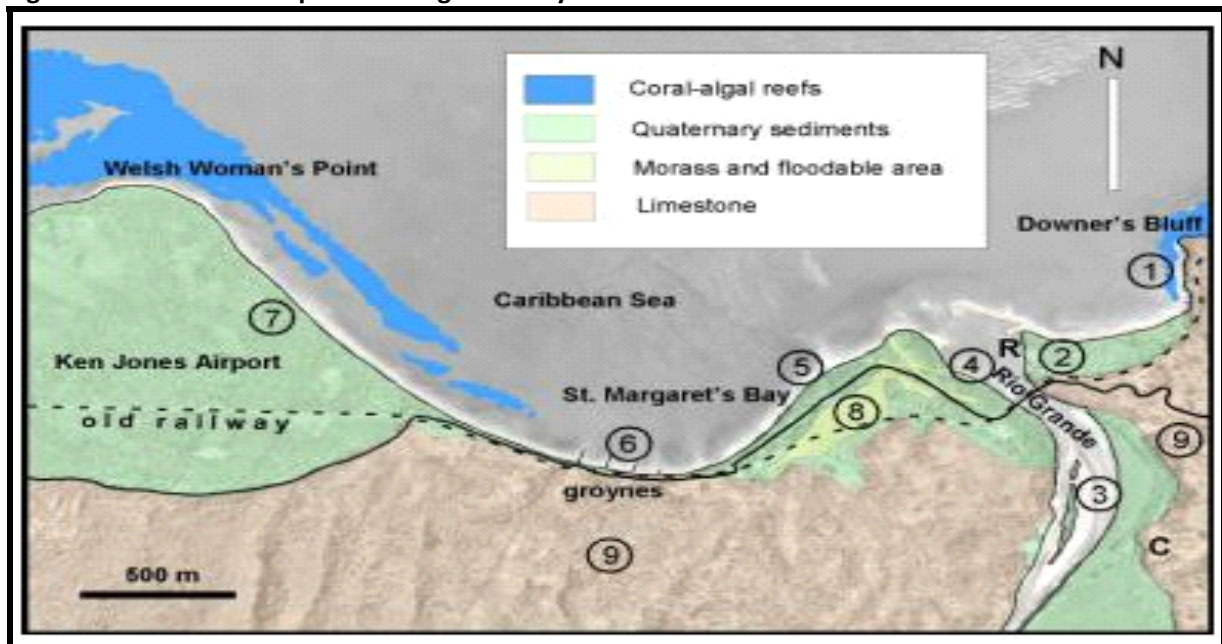 N
Coral-algal reefs
Quaternary sediments
Morass and floodable area
Limestone
Welsh Woman's Point
Downer's Bluff
1
Caribbean Sea
7
Ken Jones Airport
R
2
5
4
St. Margaret's Bay
Rio Grande
old railway
8
6
9
groynes
3
9
C
500 m